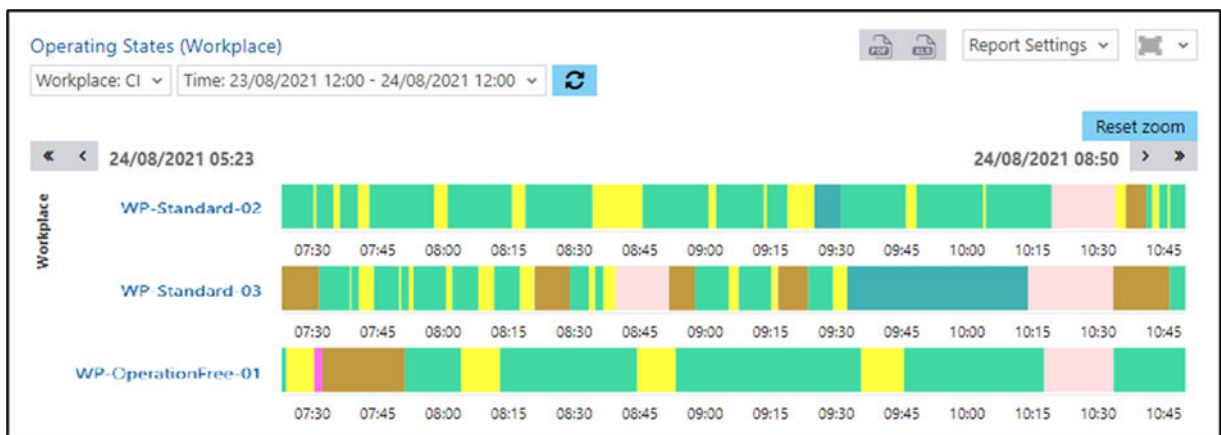 Operating States (Workplace)
PDF XLS Report Settings
Workplace: CI Time: 23/08/2021 12:00 - 24/08/2021 12:00
Reset zoom
24/08/2021 05:23 24/08/2021 08:50
Workplace
WP-Standard-02
07:30 07:45 08:00 08:15 08:30 08:45 09:00 09:15 09:30 09:45 10:00 10:15 10:30 10:45
WP-Standard-03
07:30 07:45 08:00 08:15 08:30 08:45 09:00 09:15 09:30 09:45 10:00 10:15 10:30 10:45
WP-OperationFree-01
07:30 07:45 08:00 08:15 08:30 08:45 09:00 09:15 09:30 09:45 10:00 10:15 10:30 10:45